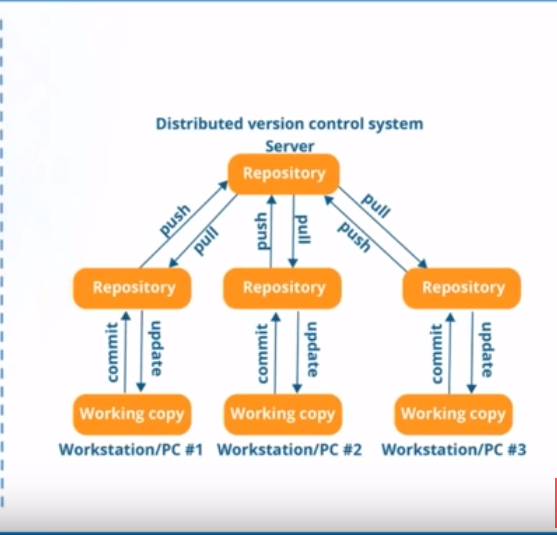 Distributed version control system
Server
Repository
push
pull
push
pull
push
pull
Repository
Repository
Repository
commit
update
commit
update
commit
update
Working copy
Working copy
Working copy
Workstation/PC #1
Workstation/PC #2
Workstation/PC #3